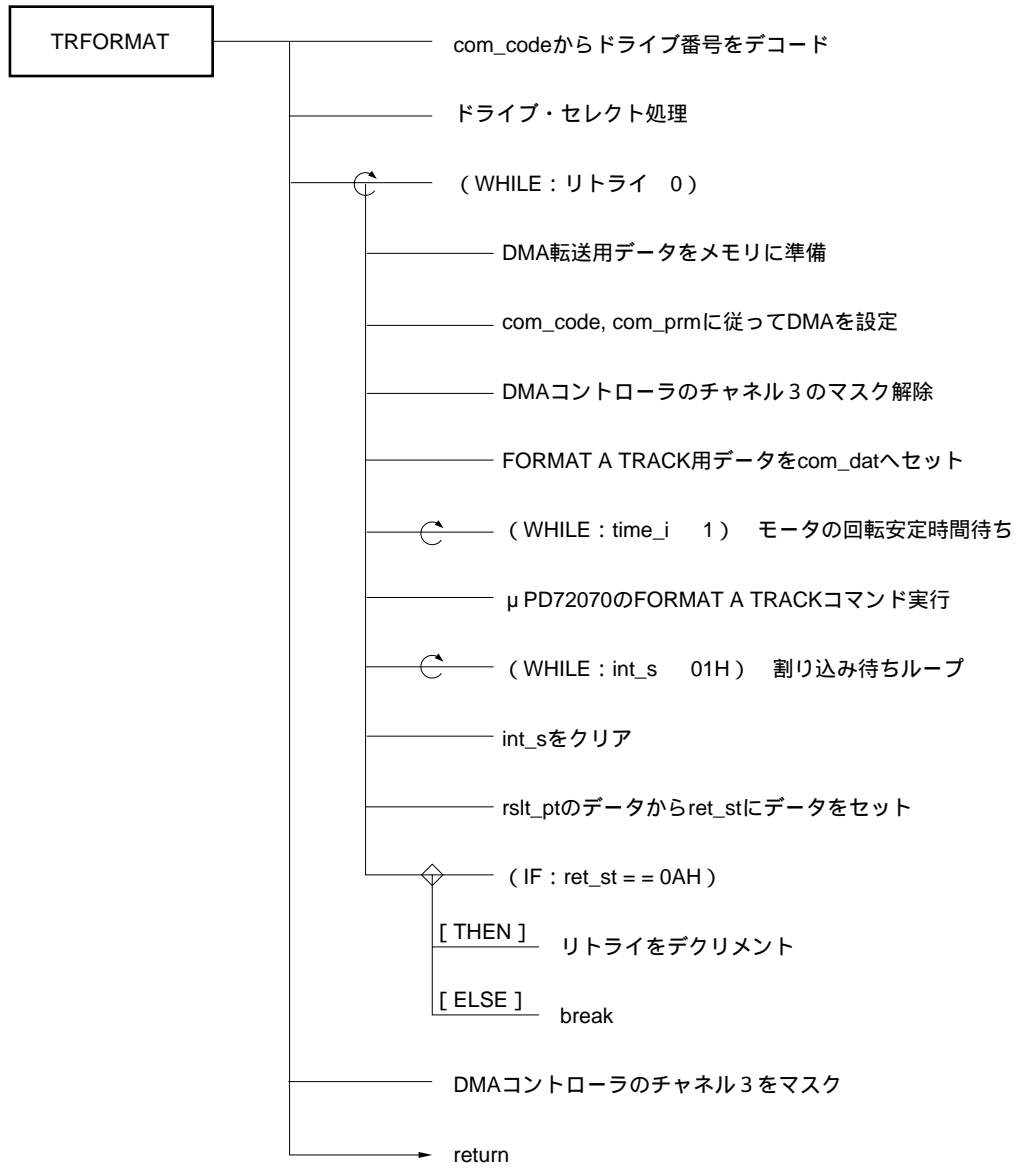 TRFORMAT
com_codeからドライブ番号をデコード
ドライブ・セレクト処理
（WHILE：リトライ　0）
DMA転送用データをメモリに準備
com_code, com_prmに従ってDMAを設定
DMAコントローラのチャネル３のマスク解除
FORMAT A TRACK用データをcom_datへセット
（WHILE：time_i　1）　モータの回転安定時間待ち
μPD72070のFORMAT A TRACKコマンド実行
（WHILE：int_s　01H）　割り込み待ちループ
int_sをクリア
rslt_ptのデータからret_stにデータをセット
（IF：ret_st = = 0AH）
[ THEN ]
リトライをデクリメント
[ ELSE ]
break
DMAコントローラのチャネル３をマスク
return